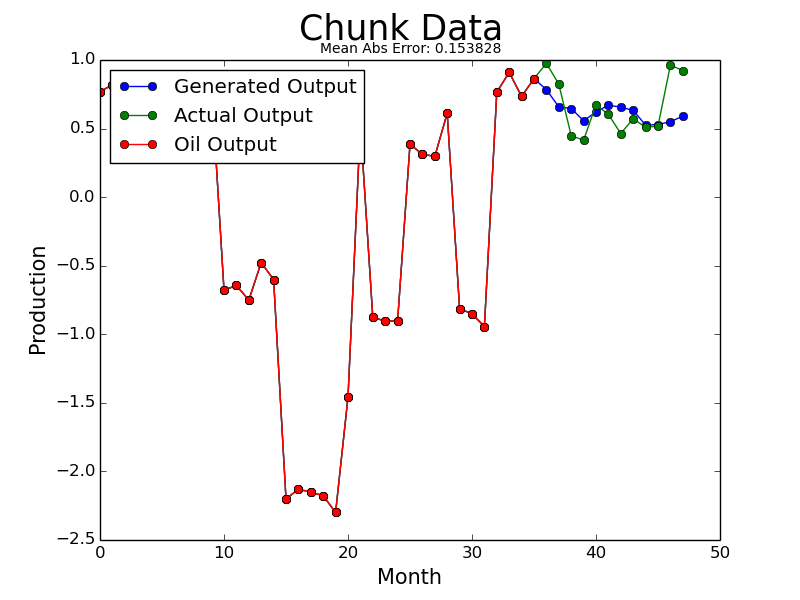 Chunk Data
Mean Abs Error: 0.153828
Generated Output
Actual Output
Oil Output
1.0
0.5
0.0
−0.5
−1.0
−1.5
−2.0
−2.5
Production
0 10 20 30 40 50
Month